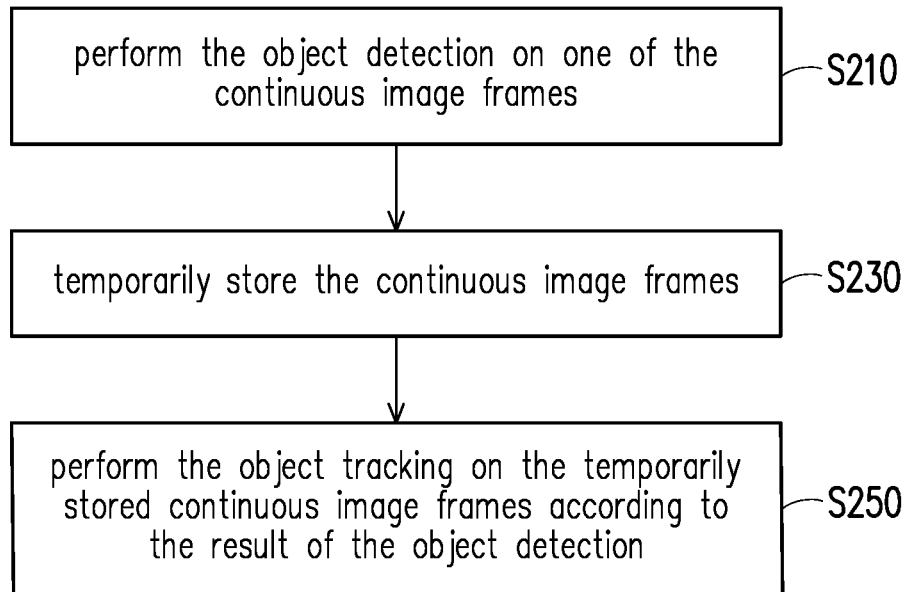 perform the object detection on one of the
continuous image frames
S210
temporarily store the continuous image frames
S230
perform the object tracking on the temporarily
stored continuous image frames according to
the result of the object detection
S250